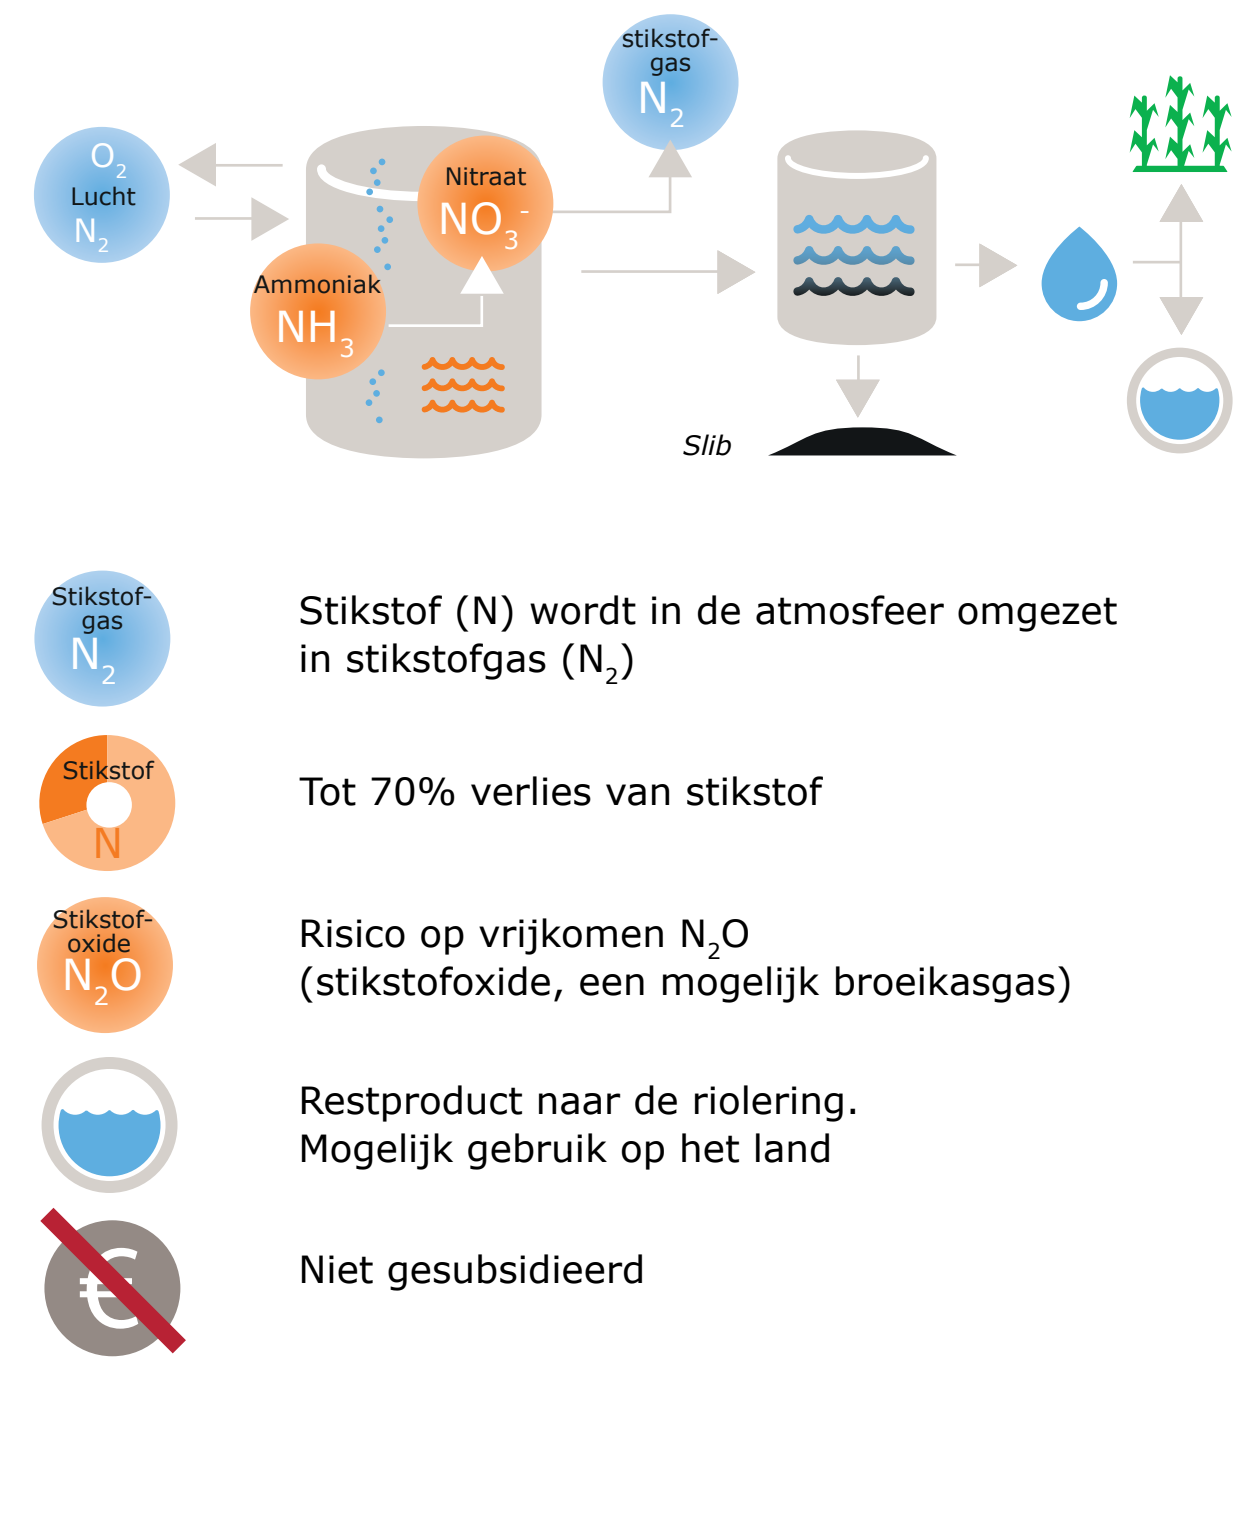 stikstof-
gas
N₂
O₂
Lucht
N₂
Nitraat
NO₃⁻
Ammoniak
NH₃
Slib
Stikstof-
gas
N₂
Stikstof (N) wordt in de atmosfeer omgezet
in stikstofgas (N₂)
Stikstof
N
Tot 70% verlies van stikstof
Stikstof-
oxide
N₂O
Risico op vrijkomen N₂O
(stikstofoxide, een mogelijk broeikasgas)
Restproduct naar de riolering.
Mogelijk gebruik op het land
€
Niet gesubsidieerd